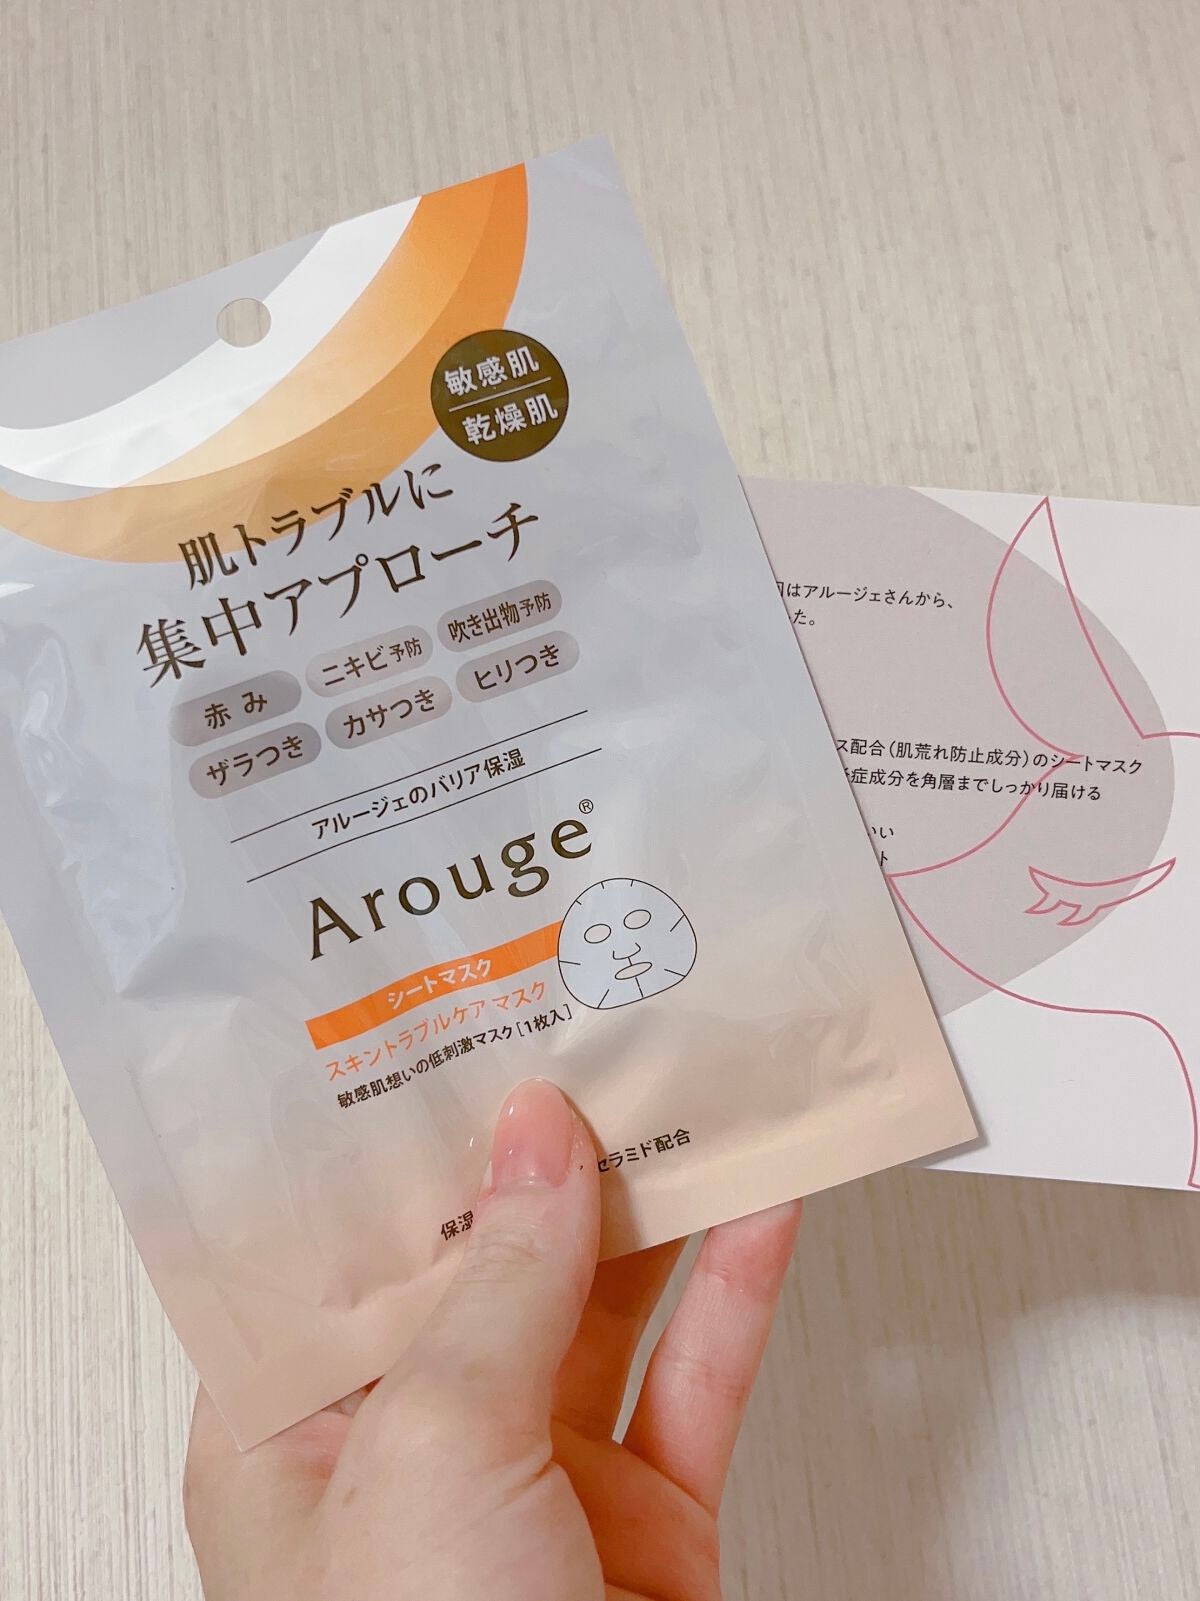 敏感肌
乾燥肌
肌トラブルに
集中アプローチ
赤み
ニキビ予防
吹き出物予防
ザラつき
カサつき
ヒリつき
アルージェのバリア保湿
Arouge®
シートマスク
スキントラブルケア マスク
敏感肌想いの低刺激マスク[1枚入]
セラミド配合
保湿
はアルージェさんから、
た。
ス配合(肌荒れ防止成分)のシートマスク
症成分を角層までしっかり届ける
いい
ト